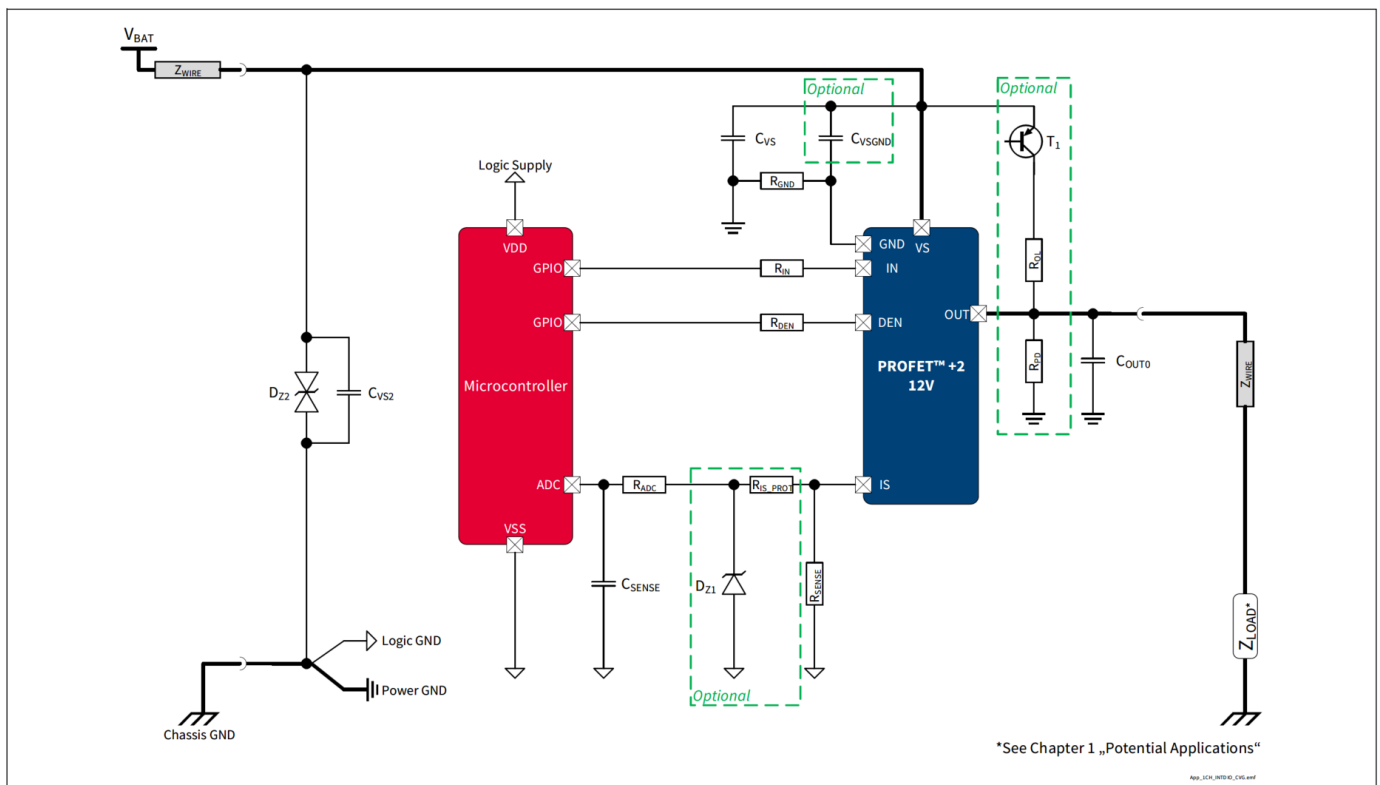 VBAT
ZWIRE
Optional
Optional
CVS
CVSGND
T1
Logic Supply
RGND
VDD
GND
VS
GPIO
RIN
IN
ROL
GPIO
RDEN
DEN
OUT
PROFET™ +2
12V
RPD
COUT0
ZWIRE
Microcontroller
DZ2
CVS2
ADC
RADC
RIS_PROT
IS
VSS
CSENSE
DZ1
RSENSE
ZLOAD*
Logic GND
Power GND
Optional
Chassis GND
*See Chapter 1 „Potential Applications“
App_1CH_INTDIO_CVG.emf